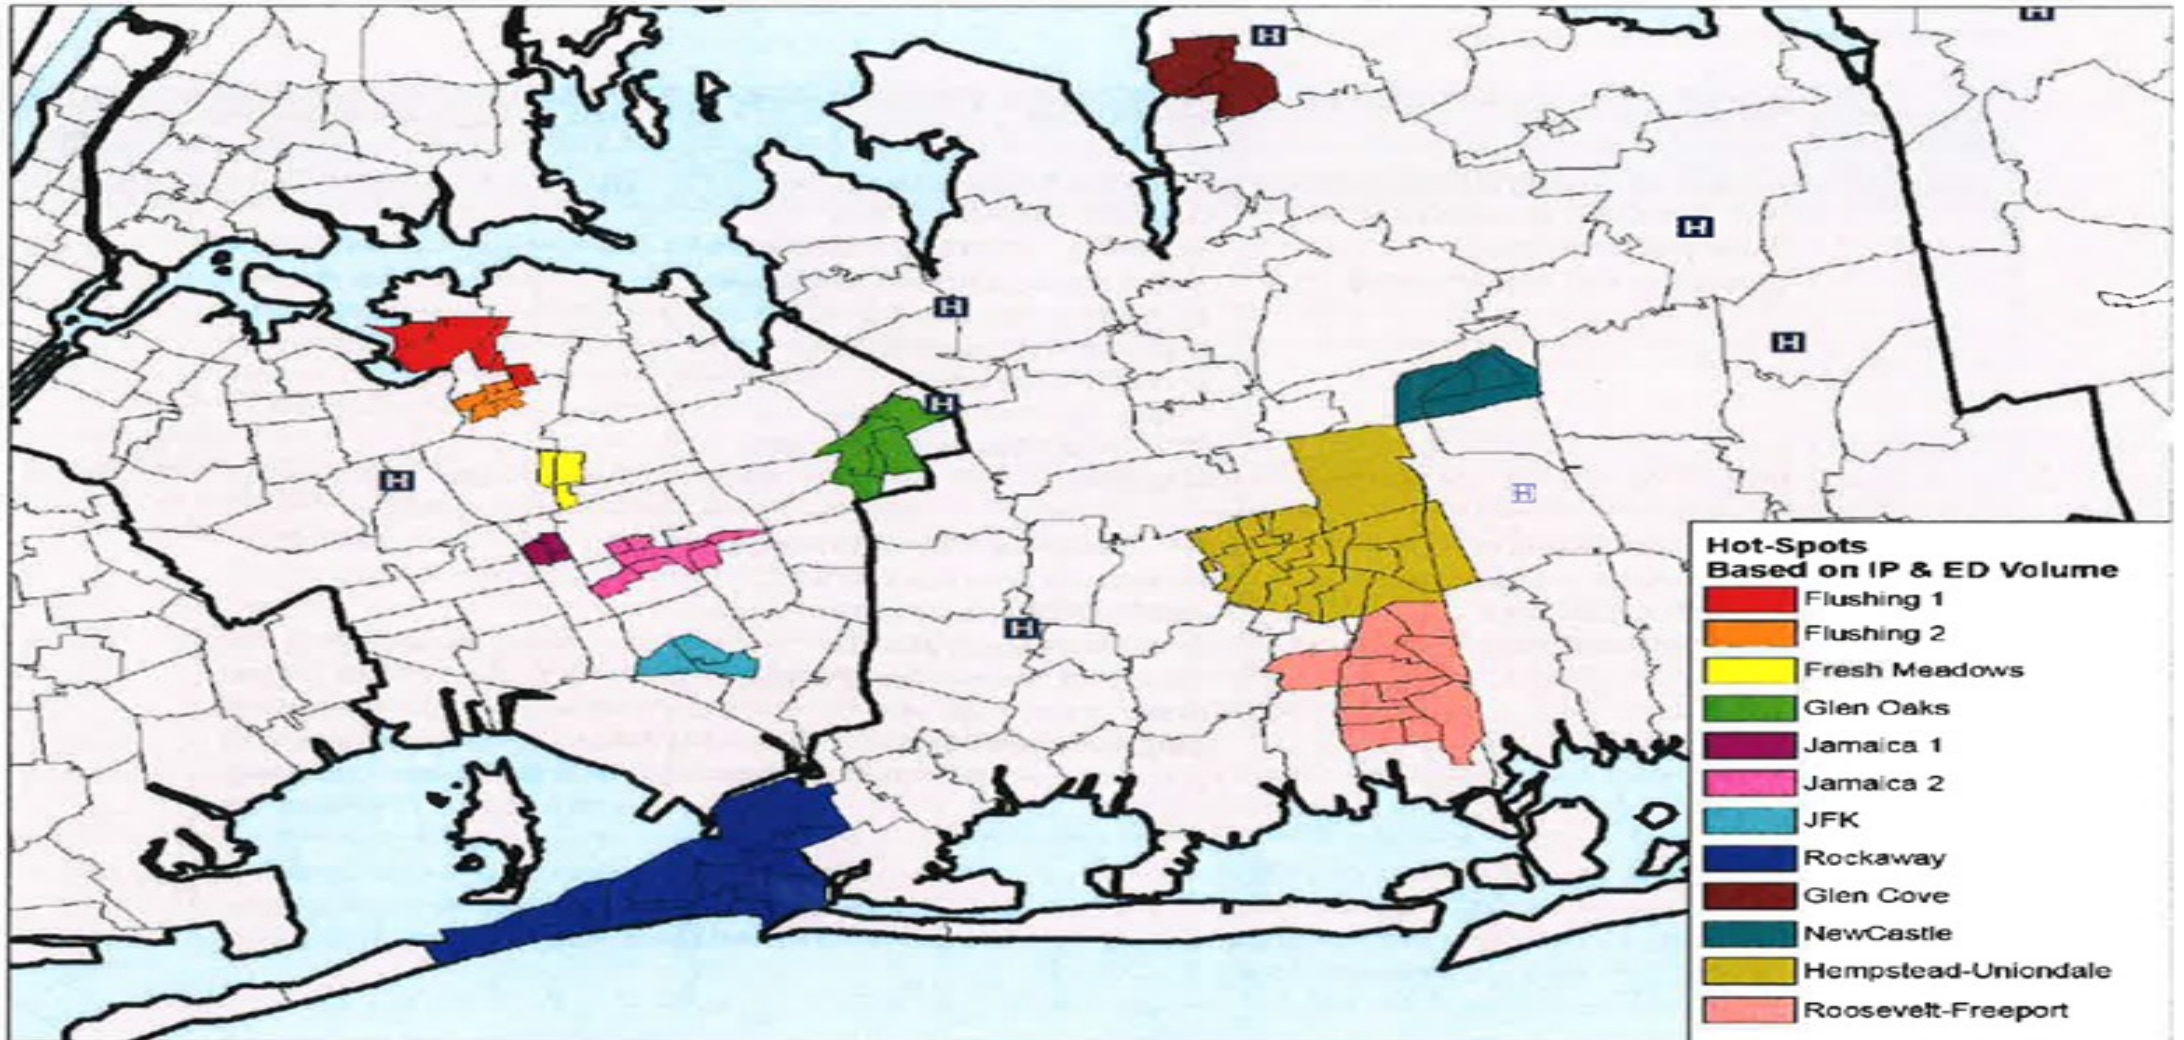 H
H
H
H
H
H
H
H
H
Hot-Spots
Based on IP & ED Volume
Flushing 1
Flushing 2
Fresh Meadows
Glen Oaks
Jamaica 1
Jamaica 2
JFK
Rockaway
Glen Cove
NewCastle
Hempstead-Uniondale
Roosevelt-Freeport